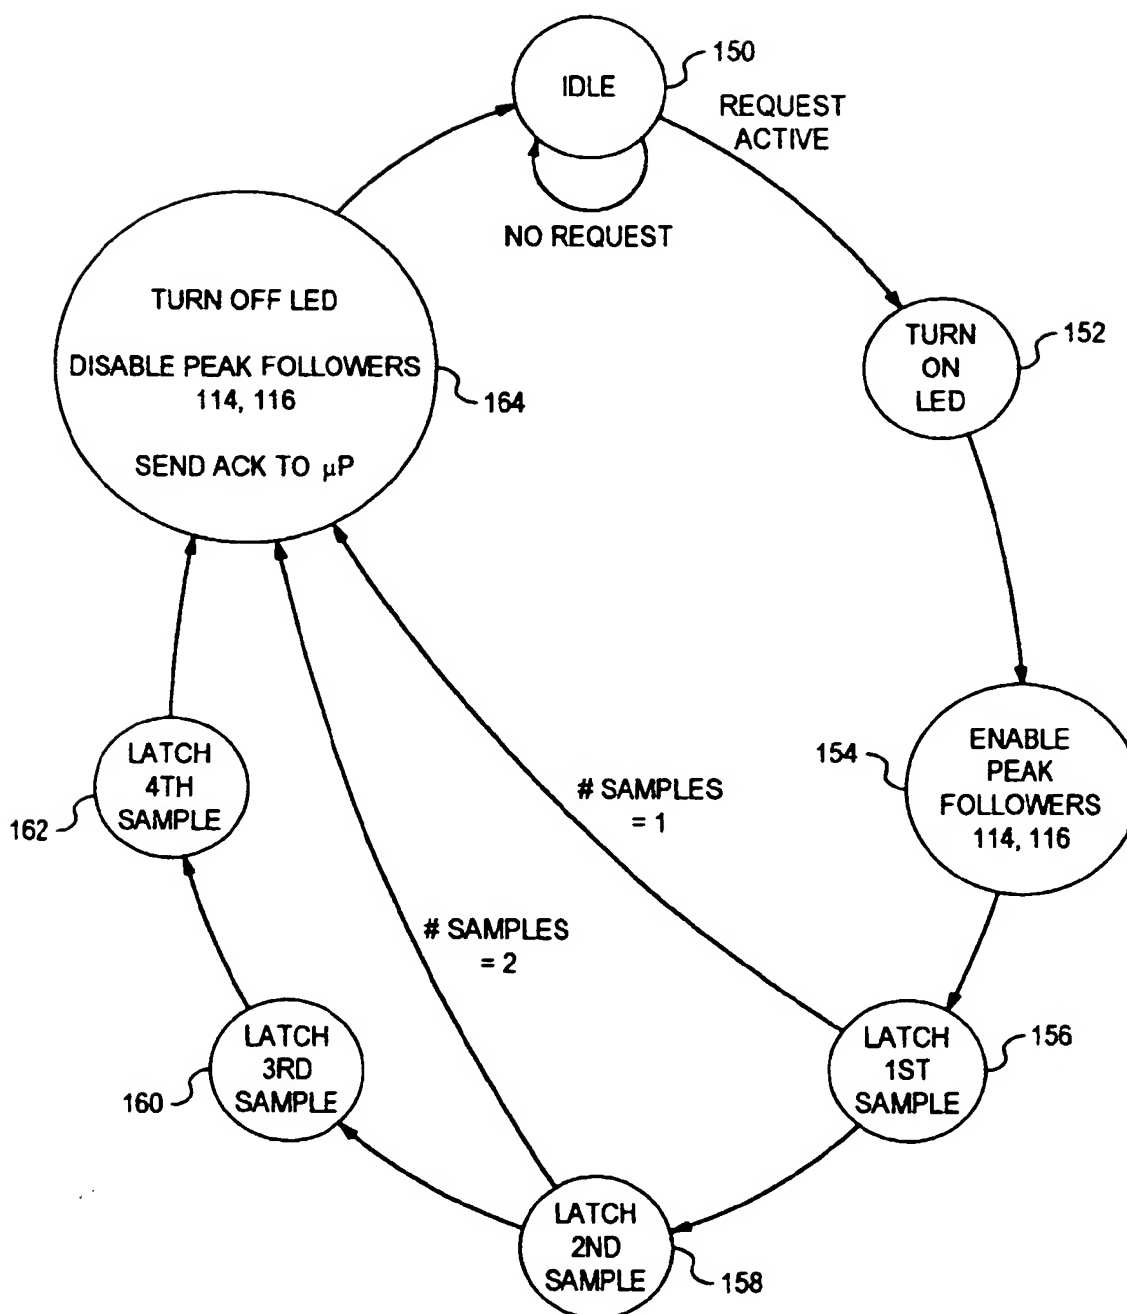 150
IDLE
REQUEST
ACTIVE
NO REQUEST
TURN OFF LED
DISABLE PEAK FOLLOWERS
114, 116
SEND ACK TO µP
164
TURN
ON
LED
152
ENABLE
PEAK
FOLLOWERS
114, 116
154
LATCH
4TH
SAMPLE
162
# SAMPLES
= 1
# SAMPLES
= 2
LATCH
3RD
SAMPLE
160
LATCH
1ST
SAMPLE
156
LATCH
2ND
SAMPLE
158